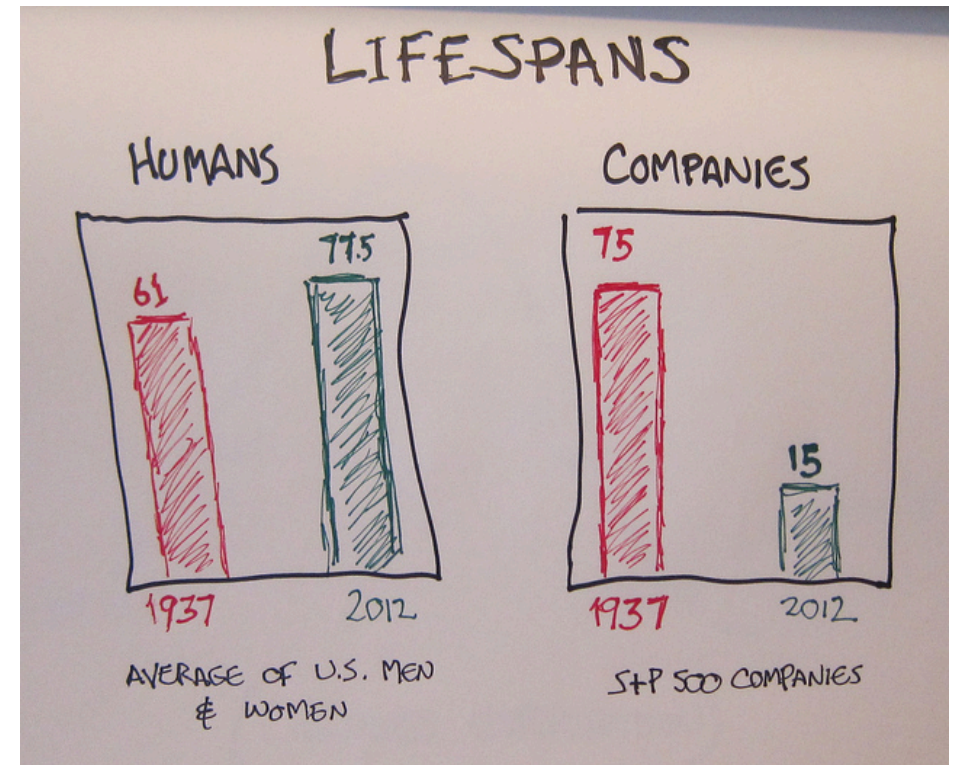 LIFESPANS
HUMANS
COMPANIES
61
77.5
75
15
1937
2012
1937
2012
AVERAGE OF U.S. MEN
& WOMEN
S+P 500 COMPANIES